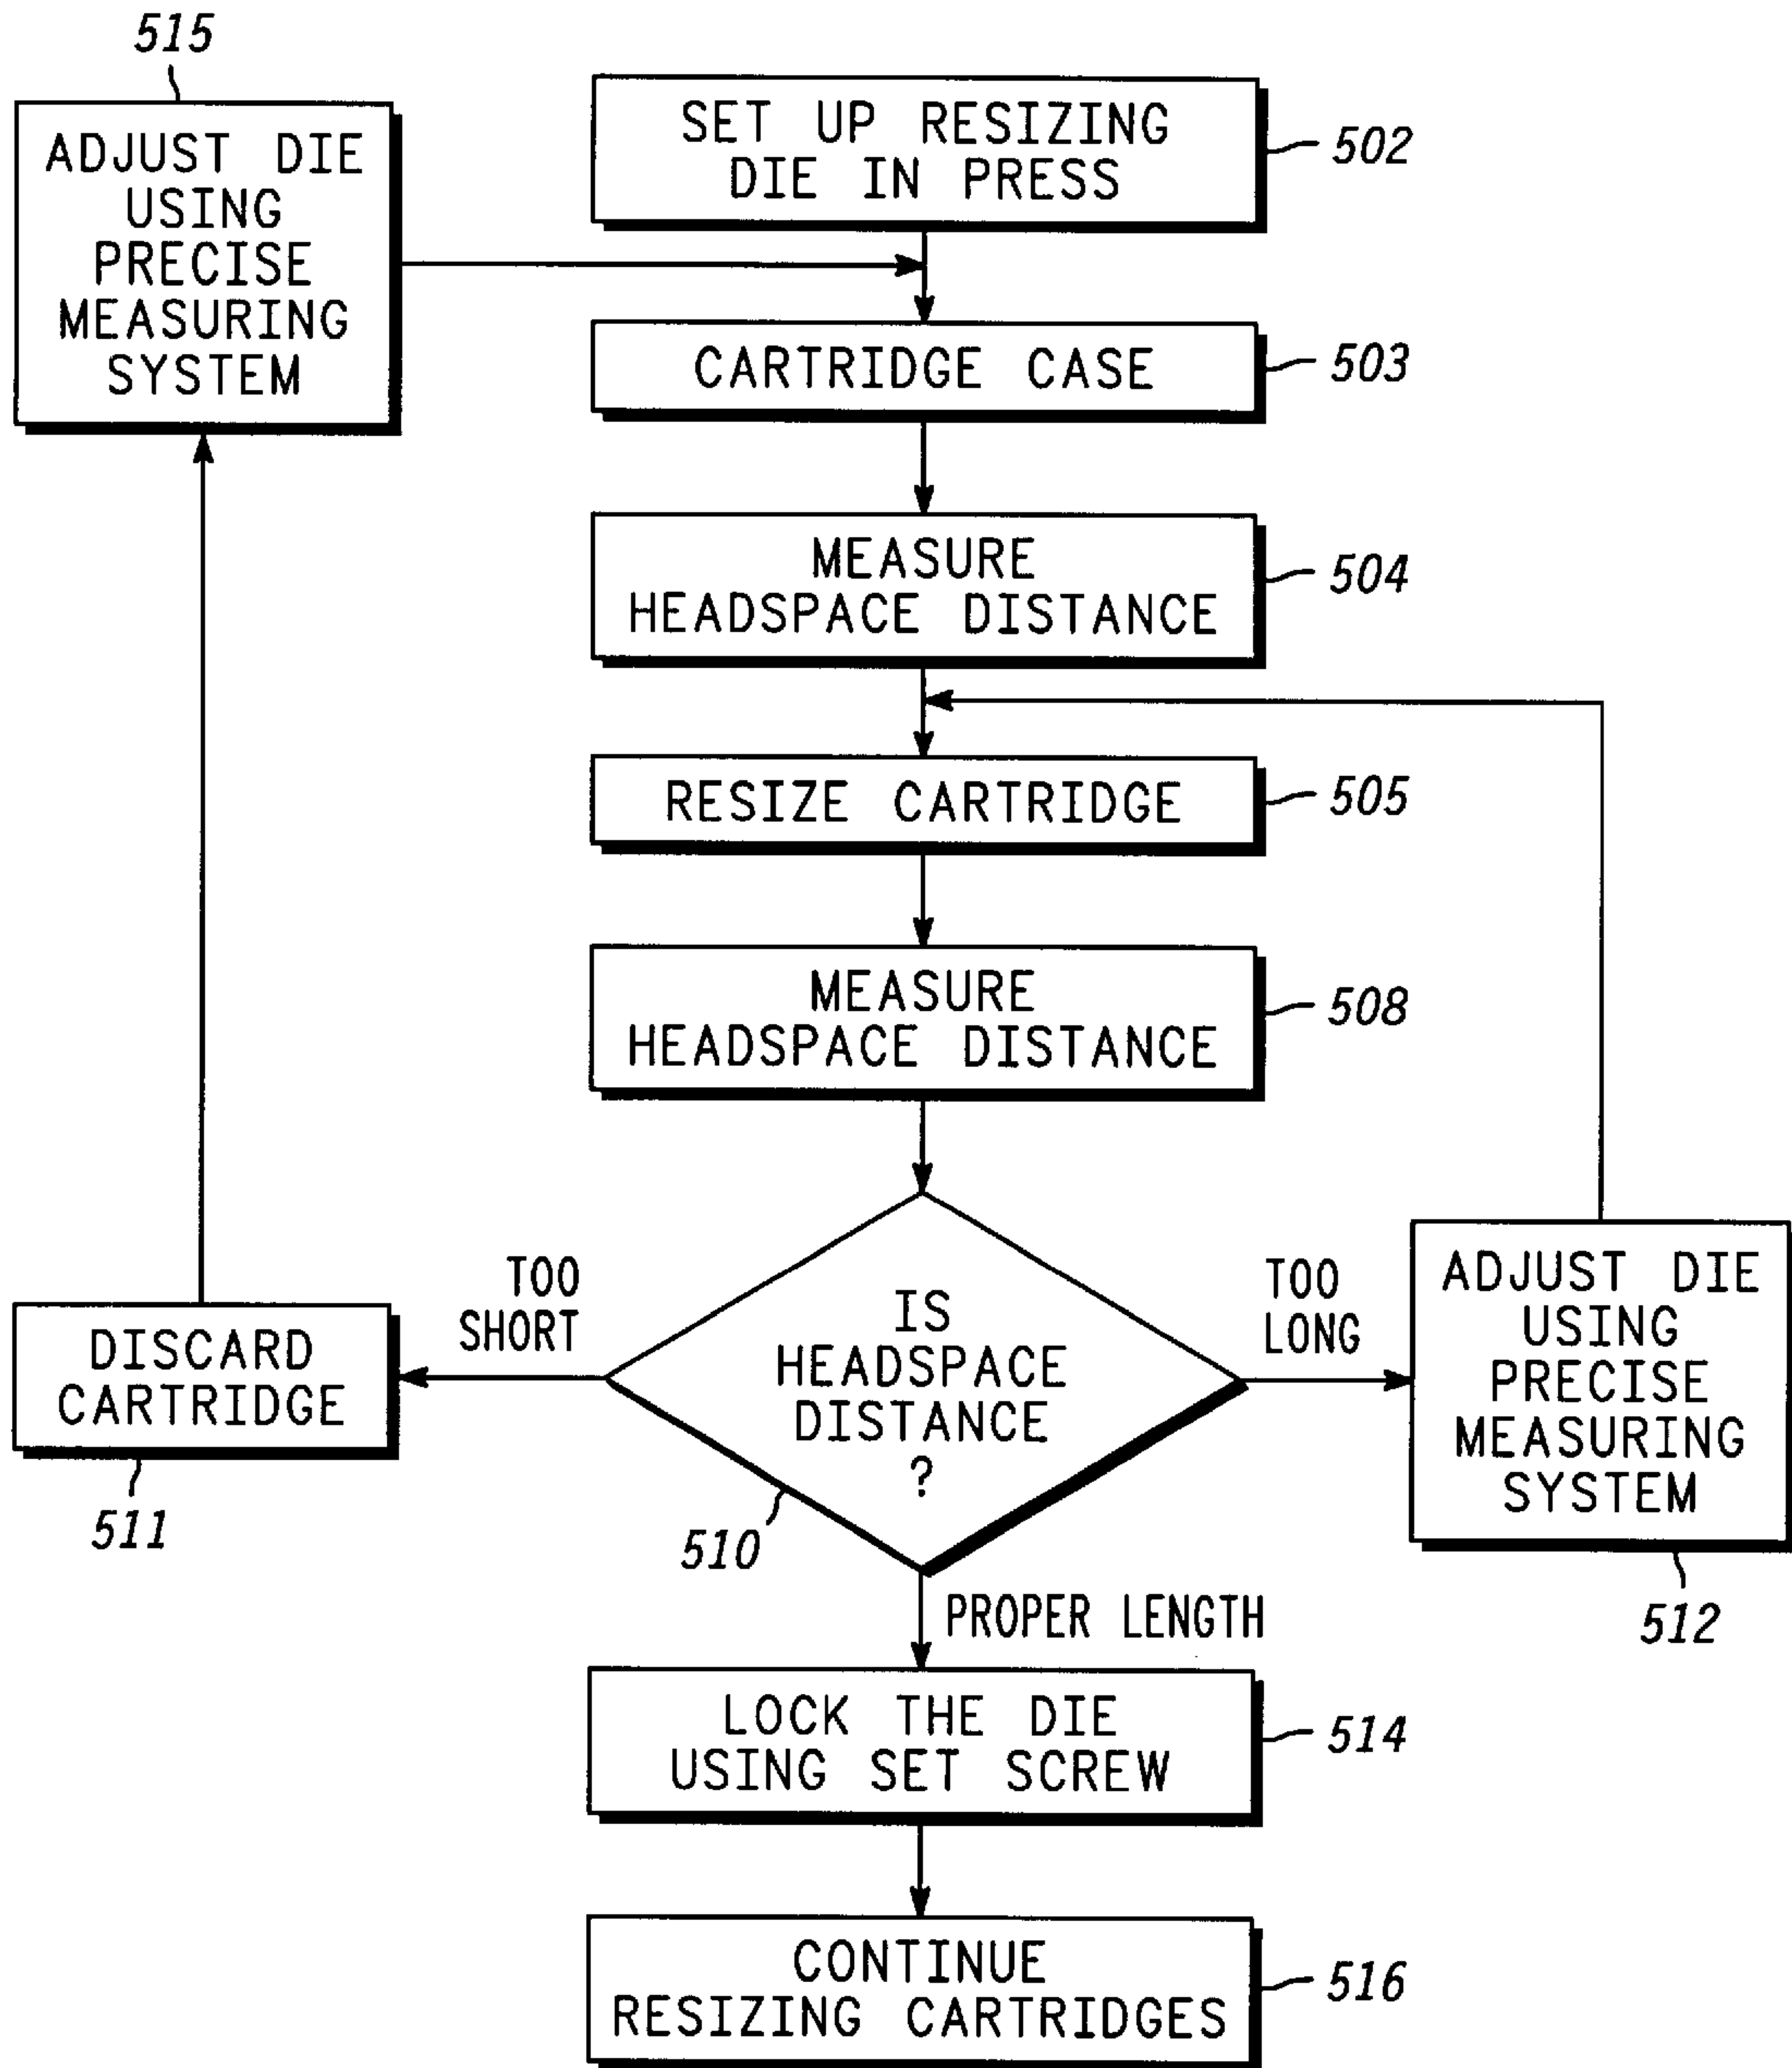 515
ADJUST DIE
USING
PRECISE
MEASURING
SYSTEM
SET UP RESIZING
DIE IN PRESS
502
CARTRIDGE CASE
503
MEASURE
HEADSPACE DISTANCE
504
RESIZE CARTRIDGE
505
MEASURE
HEADSPACE DISTANCE
508
IS
HEADSPACE
DISTANCE
?
510
TOO
SHORT
DISCARD
CARTRIDGE
511
TOO
LONG
ADJUST DIE
USING
PRECISE
MEASURING
SYSTEM
512
PROPER LENGTH
LOCK THE DIE
USING SET SCREW
514
CONTINUE
RESIZING CARTRIDGES
516